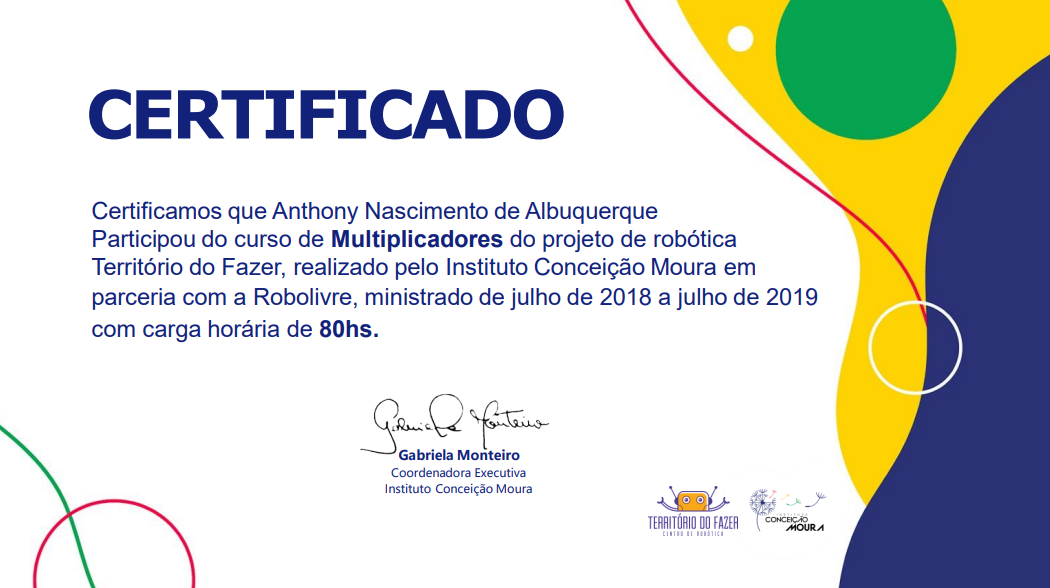 CERTIFICADO
Certificamos que Anthony Nascimento de Albuquerque
Participou do curso de Multiplicadores do projeto de robótica
Território do Fazer, realizado pelo Instituto Conceição Moura em
parceria com a Robolivre, ministrado de julho de 2018 a julho de 2019
com carga horária de 80hs.
Gabriela Monteiro
Gabriela Monteiro
Coordenadora Executiva
Instituto Conceição Moura
TERRITÓRIO DO FAZER
CENTRO DE ROBÓTICA
INSTITUTO
CONCEIÇÃO
MOURA